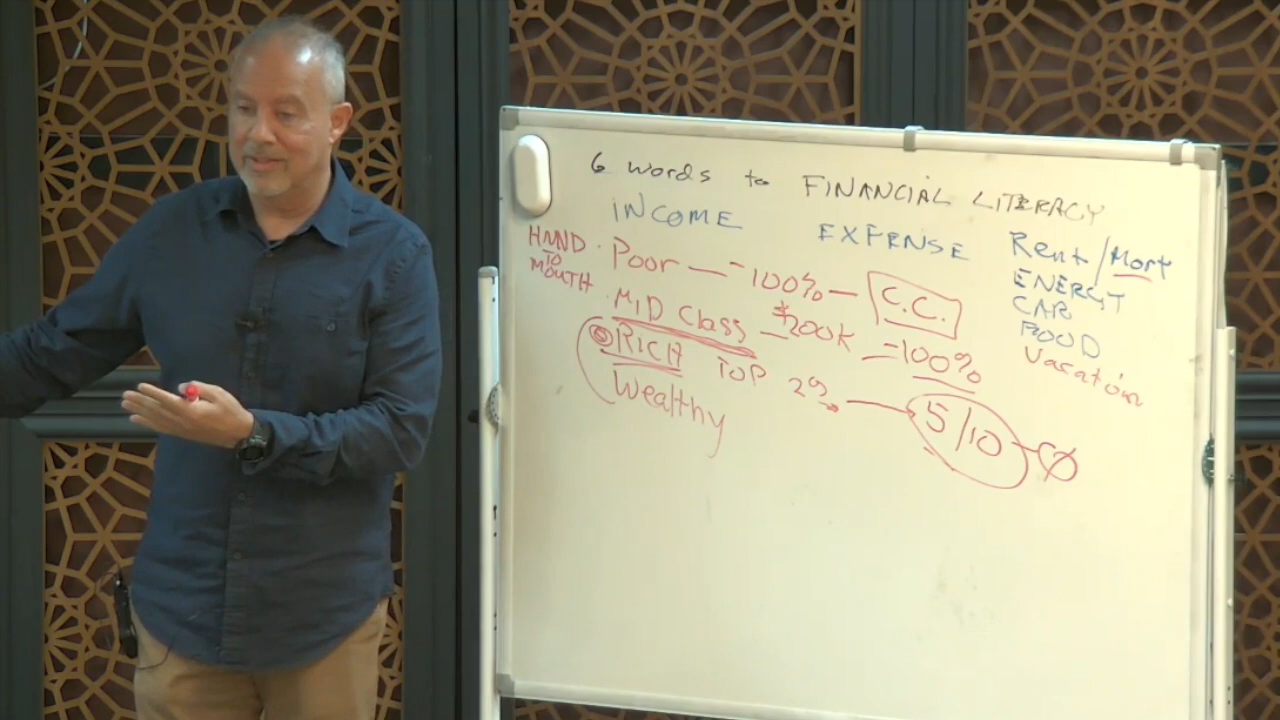 6 words to FINANCIAL LITERACY
INCOME EXPENSE Rent/Mort
HAND TO MOUTH
Poor — -100% — C.C.
ENERGY
CAR
FOOD
Vacation
MID Class — $200K = 100%
RICH TOP 2% — 5/10 - Ø
Wealthy